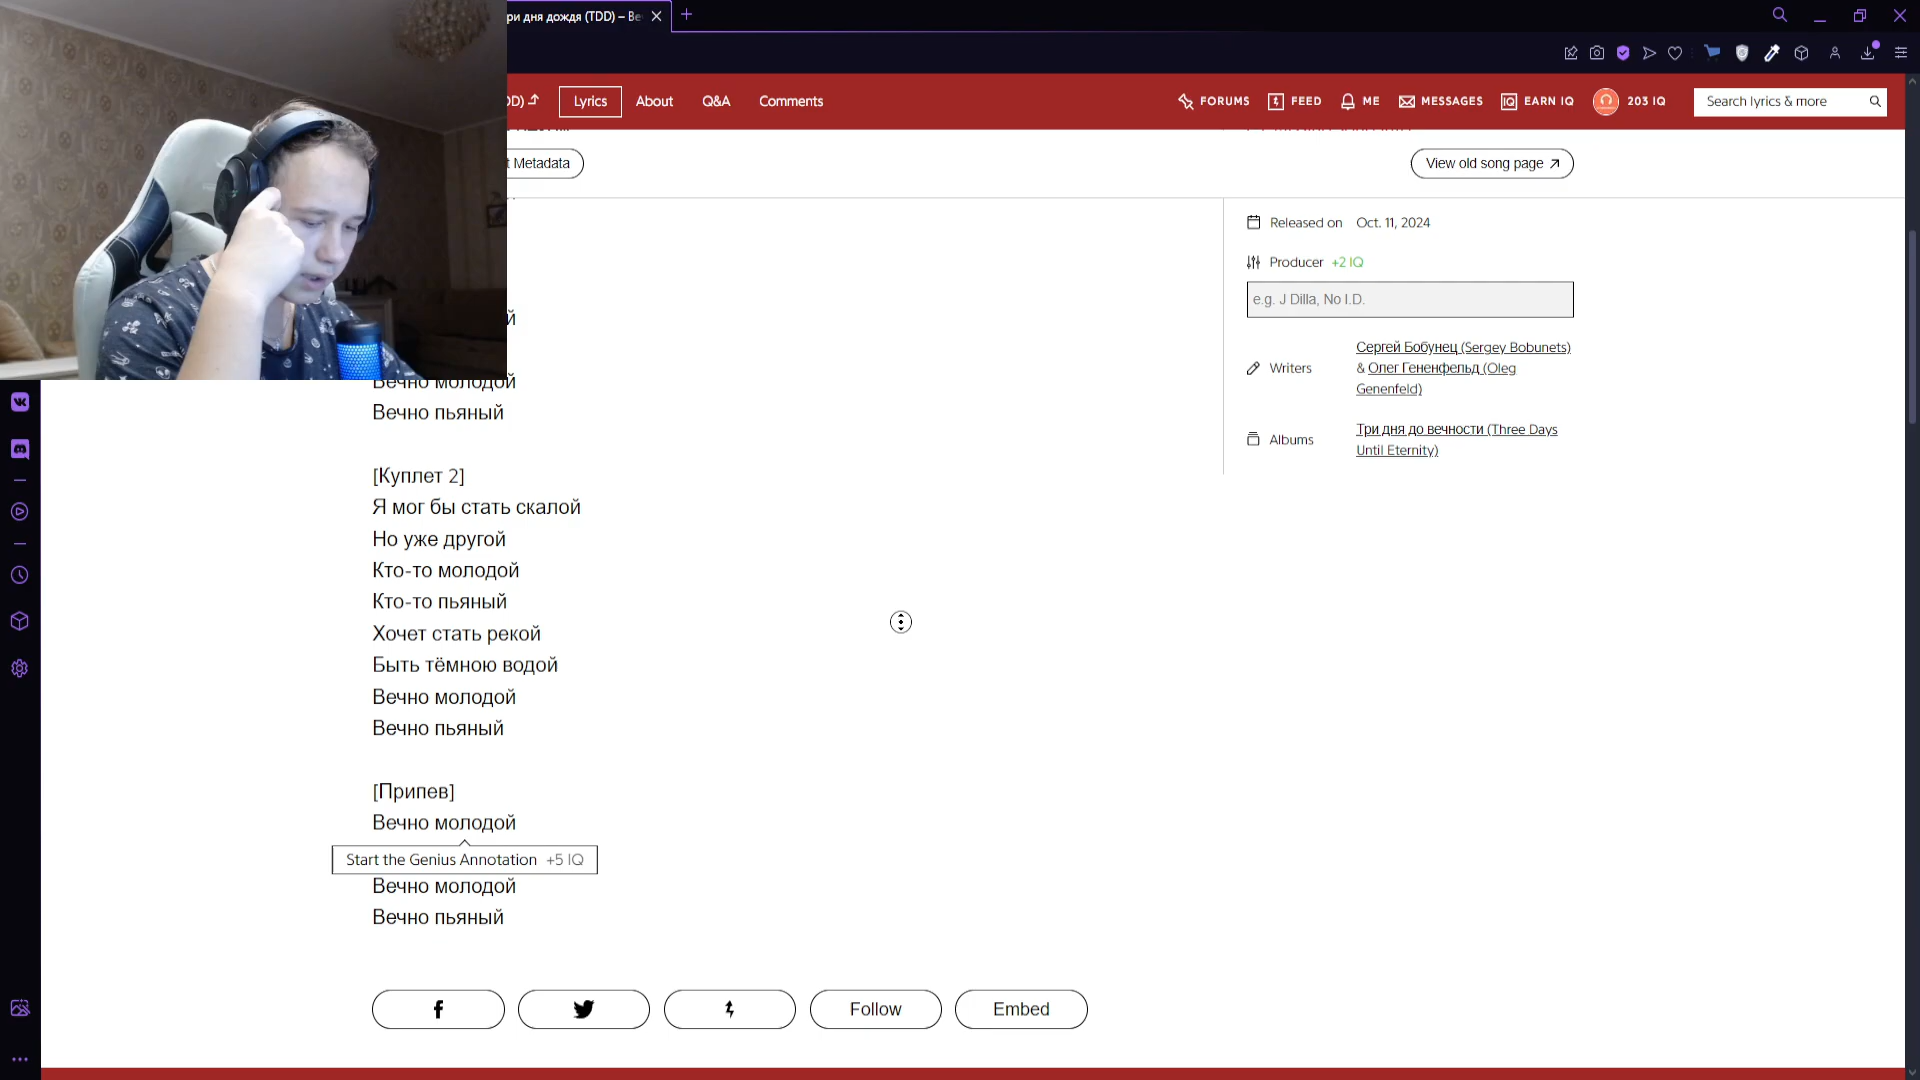 ри дня дождя (TDD) – Ве
DD)
Lyrics
About
Q&A
Comments
FORUMS
FEED
ME
MESSAGES
EARN IQ
203 IQ
Search lyrics & more
t Metadata
View old song page
Released on Oct. 11, 2024
Producer +2 IQ
e.g. J Dilla, No I.D.
Writers
Сергей Бобунец (Sergey Bobunets)
& Олег Гененфельд (Oleg
Genenfeld)
Albums
Три дня до вечности (Three Days
Until Eternity)
й
Вечно молодой
Вечно пьяный
[Куплет 2]
Я мог бы стать скалой
Но уже другой
Кто-то молодой
Кто-то пьяный
Хочет стать рекой
Быть тёмною водой
Вечно молодой
Вечно пьяный
[Припев]
Вечно молодой
Start the Genius Annotation +5 IQ
Вечно молодой
Вечно пьяный
Follow
Embed